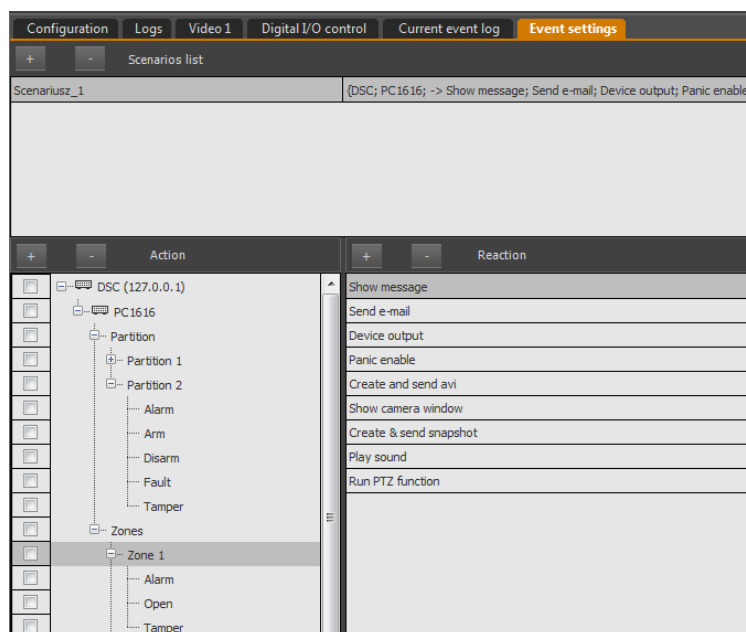 Configuration Logs Video 1 Digital I/O control Current event log Event settings
+ - Scenarios list
Scenariusz_1 {DSC; PC1616; -> Show message; Send e-mail; Device output; Panic enable
+ - Action
+ - Reaction
DSC (127.0.0.1)
PC1616
Partition
Partition 1
Partition 2
Alarm
Arm
Disarm
Fault
Tamper
Zones
Zone 1
Alarm
Open
Tamper
Show message
Send e-mail
Device output
Panic enable
Create and send avi
Show camera window
Create & send snapshot
Play sound
Run PTZ function